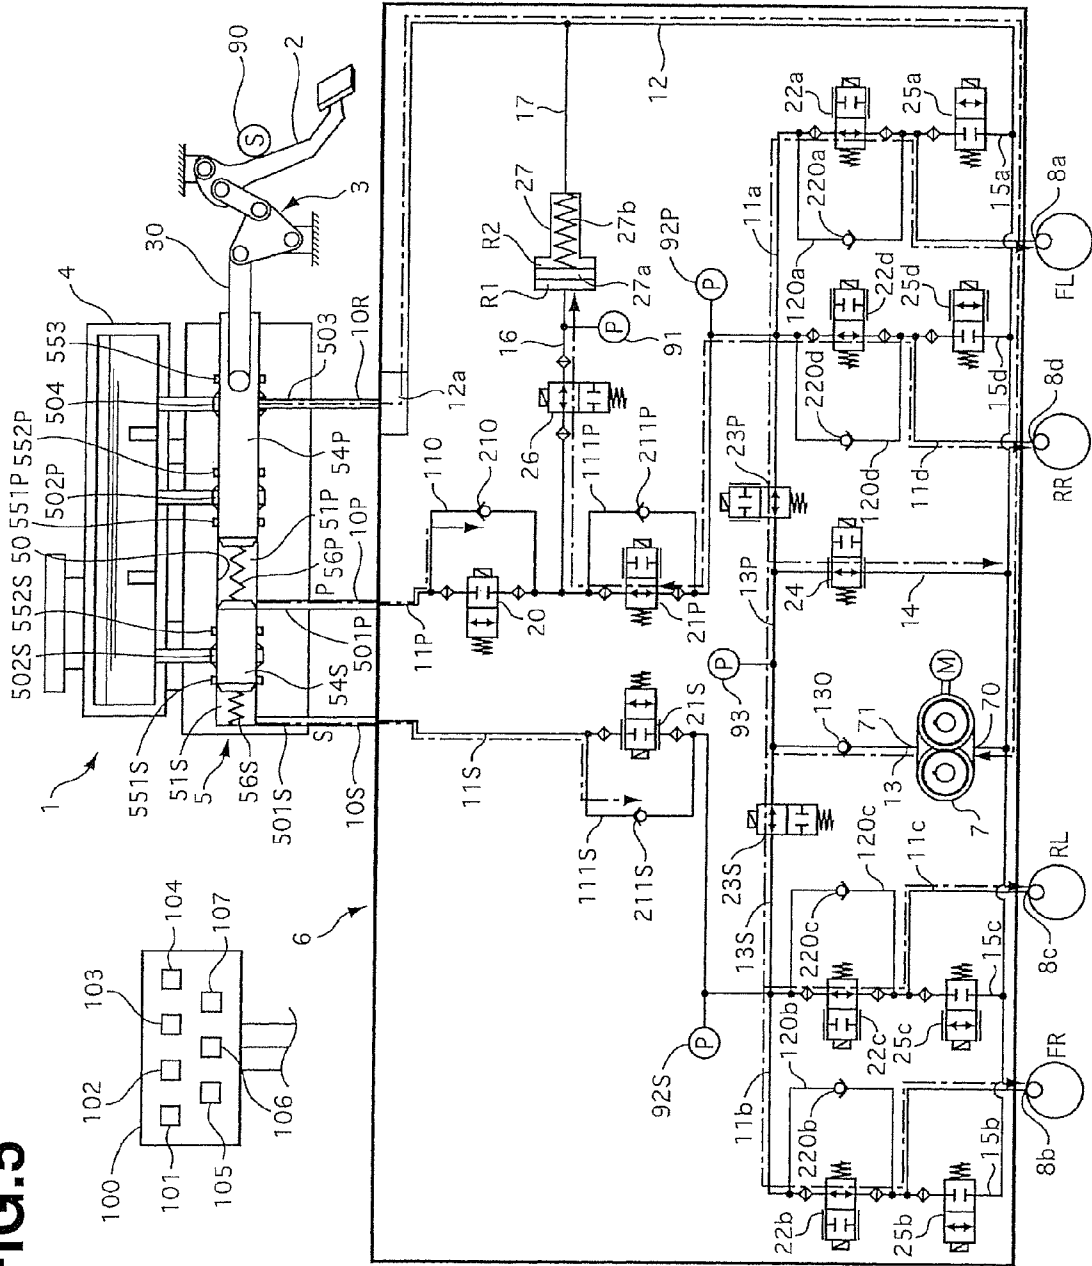 FIG.5
1
4
2
90
S
3
30
503
10R
553
504
552P
502P
551P
50
51P
56P
P
10P
501P
54P
552S
502S
54S
551S
51S
5
56S
501S
S
10S
100
101
102
103
104
105
106
107
6
12a
12
17
27
27b
27a
R2
R1
16
P
91
92P
P
26
110
210
11P
20
111P
211P
21P
23P
11S
21S
111S
211S
P
92S
P
93
13P
24
14
130
71
13
70
M
7
23S
13S
11a
22a
25a
220a
120a
15a
8a
FL
22d
25d
220d
120d
11d
15d
8d
RR
220c
120c
11c
22c
25c
15c
8c
RL
11b
120b
220b
22b
25b
15b
8b
FR